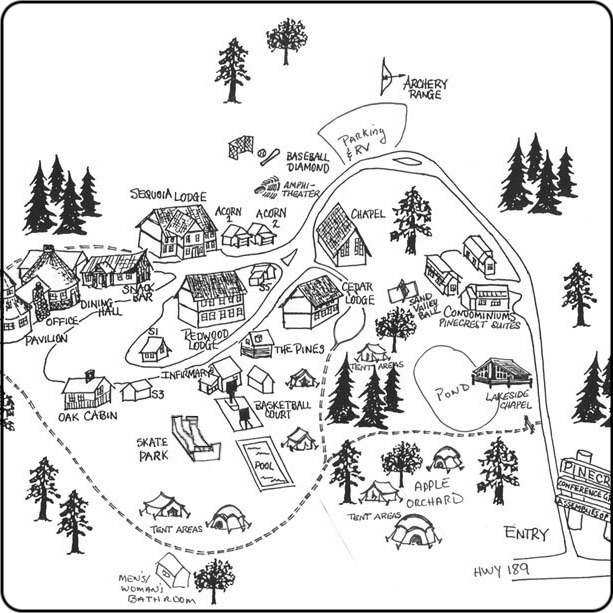 ARCHERY
RANGE
Parking
& RV
BASEBALL
DIAMOND
AMPHI-
THEATER
SEQUOIA LODGE
ACORN
1
ACORN
2
CHAPEL
SNACK
BAR
DINING
HALL
OFFICE
PAVILION
S5
CEDAR
LODGE
SAND
VALLEY
BALL
CONDOMINIUMS
PINECREST SUITES
S1
REDWOOD
LODGE
THE PINES
TENT AREAS
INFIRMARY
POND
LAKESIDE
CHAPEL
OAK CABIN
S3
BASKETBALL
COURT
SKATE
PARK
POOL
APPLE
ORCHARD
TENT AREAS
TENT AREAS
PINECR
CONFERENCE
ASSEMBLIES OF
ENTRY
HWY 189
MEN'S/
WOMAN'S
BATHROOM